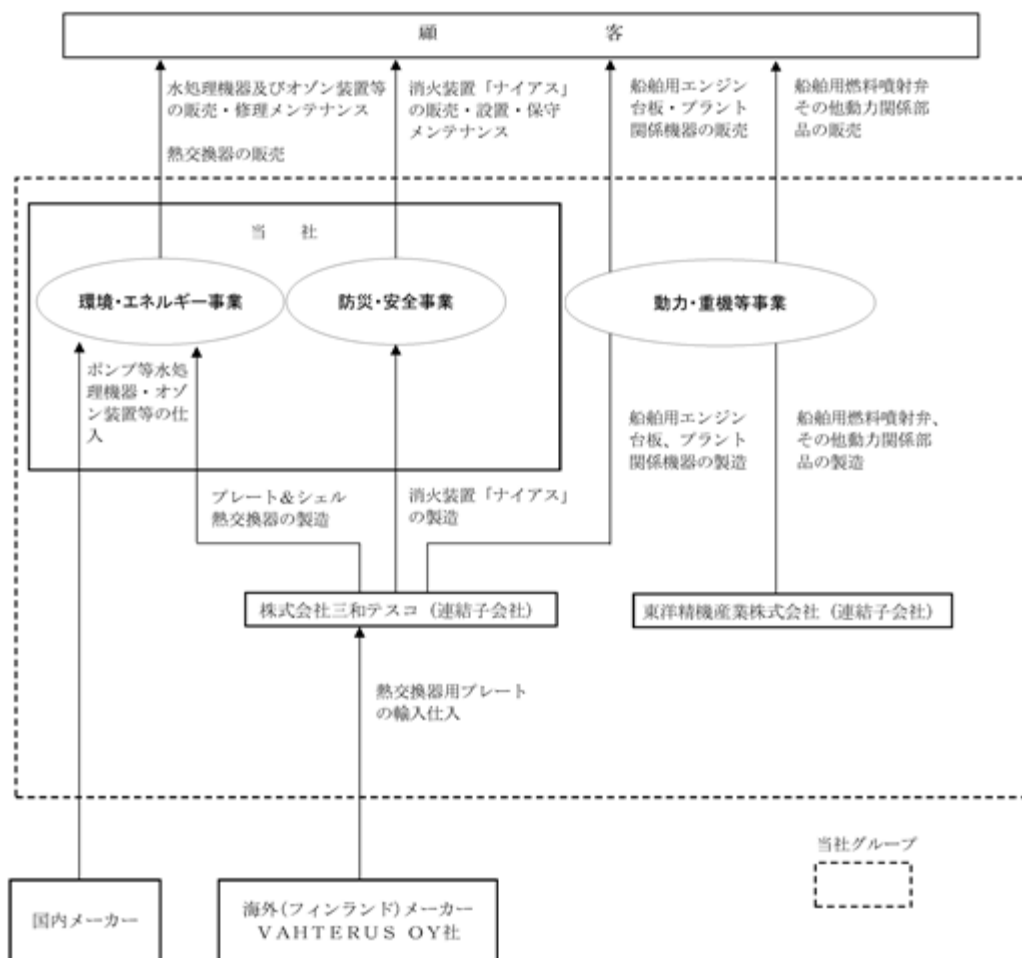 顧　客
水処理機器及びオゾン装置等
の販売・修理メンテナンス
熱交換器の販売
消火装置「ナイアス」
の販売・設置・保守
メンテナンス
船舶用エンジン
台板・プラント
関係機器の販売
船舶用燃料噴射弁
その他動力関係部
品の販売
当　社
環境・エネルギー事業
防災・安全事業
動力・重機等事業
ポンプ等水処
理機器・オゾ
ン装置等の仕
入
プレート＆シェル
熱交換器の製造
消火装置「ナイアス」
の製造
船舶用エンジン
台板、プラント
関係機器の製造
船舶用燃料噴射弁、
その他動力関係部
品の製造
株式会社三和テスコ（連結子会社）
東洋精機産業株式会社（連結子会社）
熱交換器用プレート
の輸入仕入
当社グループ
国内メーカー
海外(フィンランド)メーカー
ＶＡＨＴＥＲＵＳ　ＯＹ社